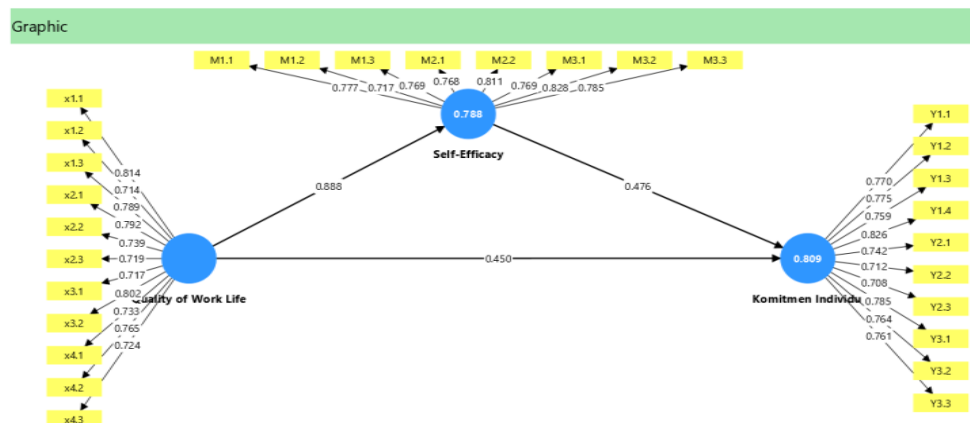 Graphic
M1.1 M1.2 M1.3 M2.1 M2.2 M3.1 M3.2 M3.3
0.777 0.717 0.769 0.768 0.811 0.769 0.828 0.785
0.788
Self-Efficacy
x1.1
x1.2
x1.3
x2.1
x2.2
x2.3
x3.1
x3.2
x4.1
x4.2
x4.3
0.814
0.714
0.789
0.792
0.739
0.719
0.717
0.802
0.733
0.765
0.724
uality of Work Life
0.888
0.476
0.450
0.809
Komitmen Individu
0.770
0.775
0.759
0.826
0.742
0.712
0.708
0.785
0.764
0.761
Y1.1
Y1.2
Y1.3
Y1.4
Y2.1
Y2.2
Y2.3
Y3.1
Y3.2
Y3.3